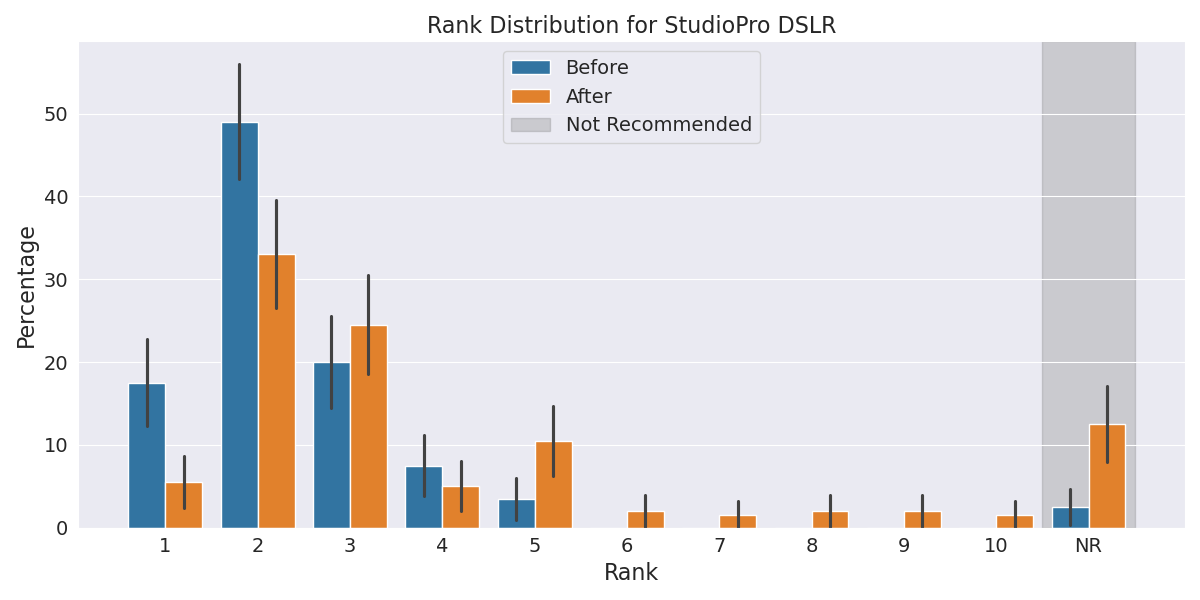 Rank Distribution for StudioPro DSLR
Before
After
Not Recommended
Percentage
50
40
30
20
10
0
1 2 3 4 5 6 7 8 9 10 NR
Rank